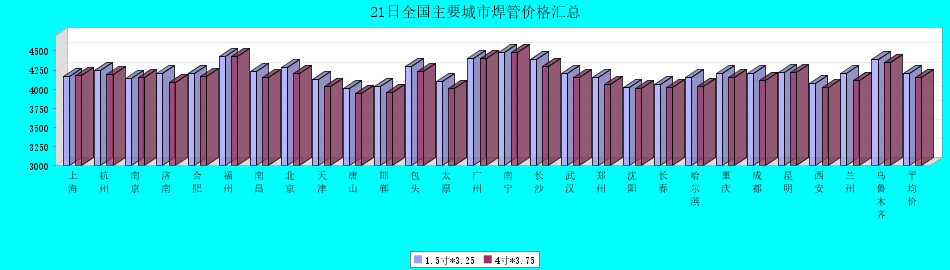 21日全国主要城市焊管价格汇总
4500
4250
4000
3750
3500
3250
3000
上海 杭州 南京 济南 合肥 福州 南昌 北京 天津 唐山 邯郸 包头 太原 广州 南宁 长沙 武汉 郑州 沈阳 长春 哈尔滨 重庆 成都 昆明 西安 兰州 乌鲁木齐 平均价
1.5寸*3.25 4寸*3.75